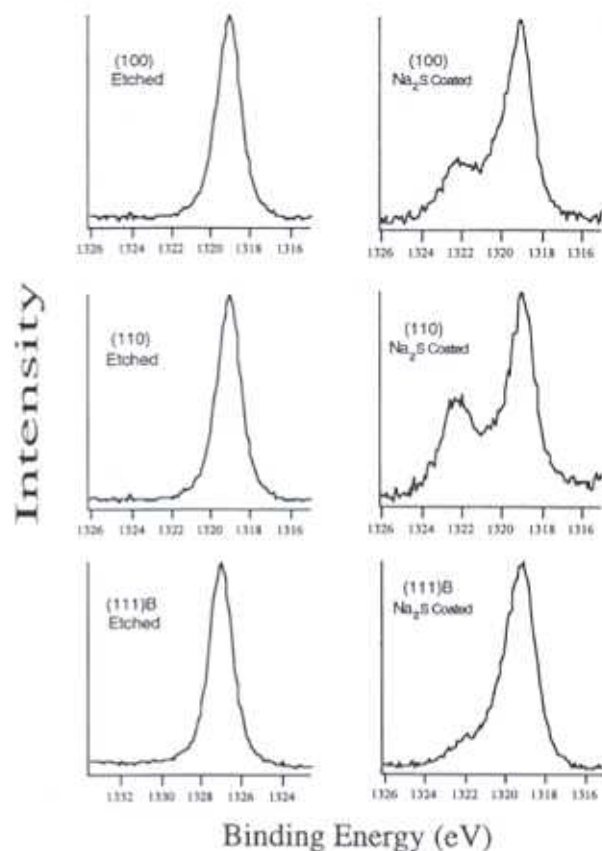 (100)
Etched
1326 1324 1322 1320 1318 1316
(100)
Na₂S Coated
1326 1324 1322 1320 1318 1316
(110)
Etched
1326 1324 1322 1320 1318 1316
(110)
Na₂S Coated
1326 1324 1322 1320 1318 1316
(111)B
Etched
1332 1330 1328 1326 1324
(111)B
Na₂S Coated
1326 1324 1322 1320 1318 1316
Intensity
Binding Energy (eV)